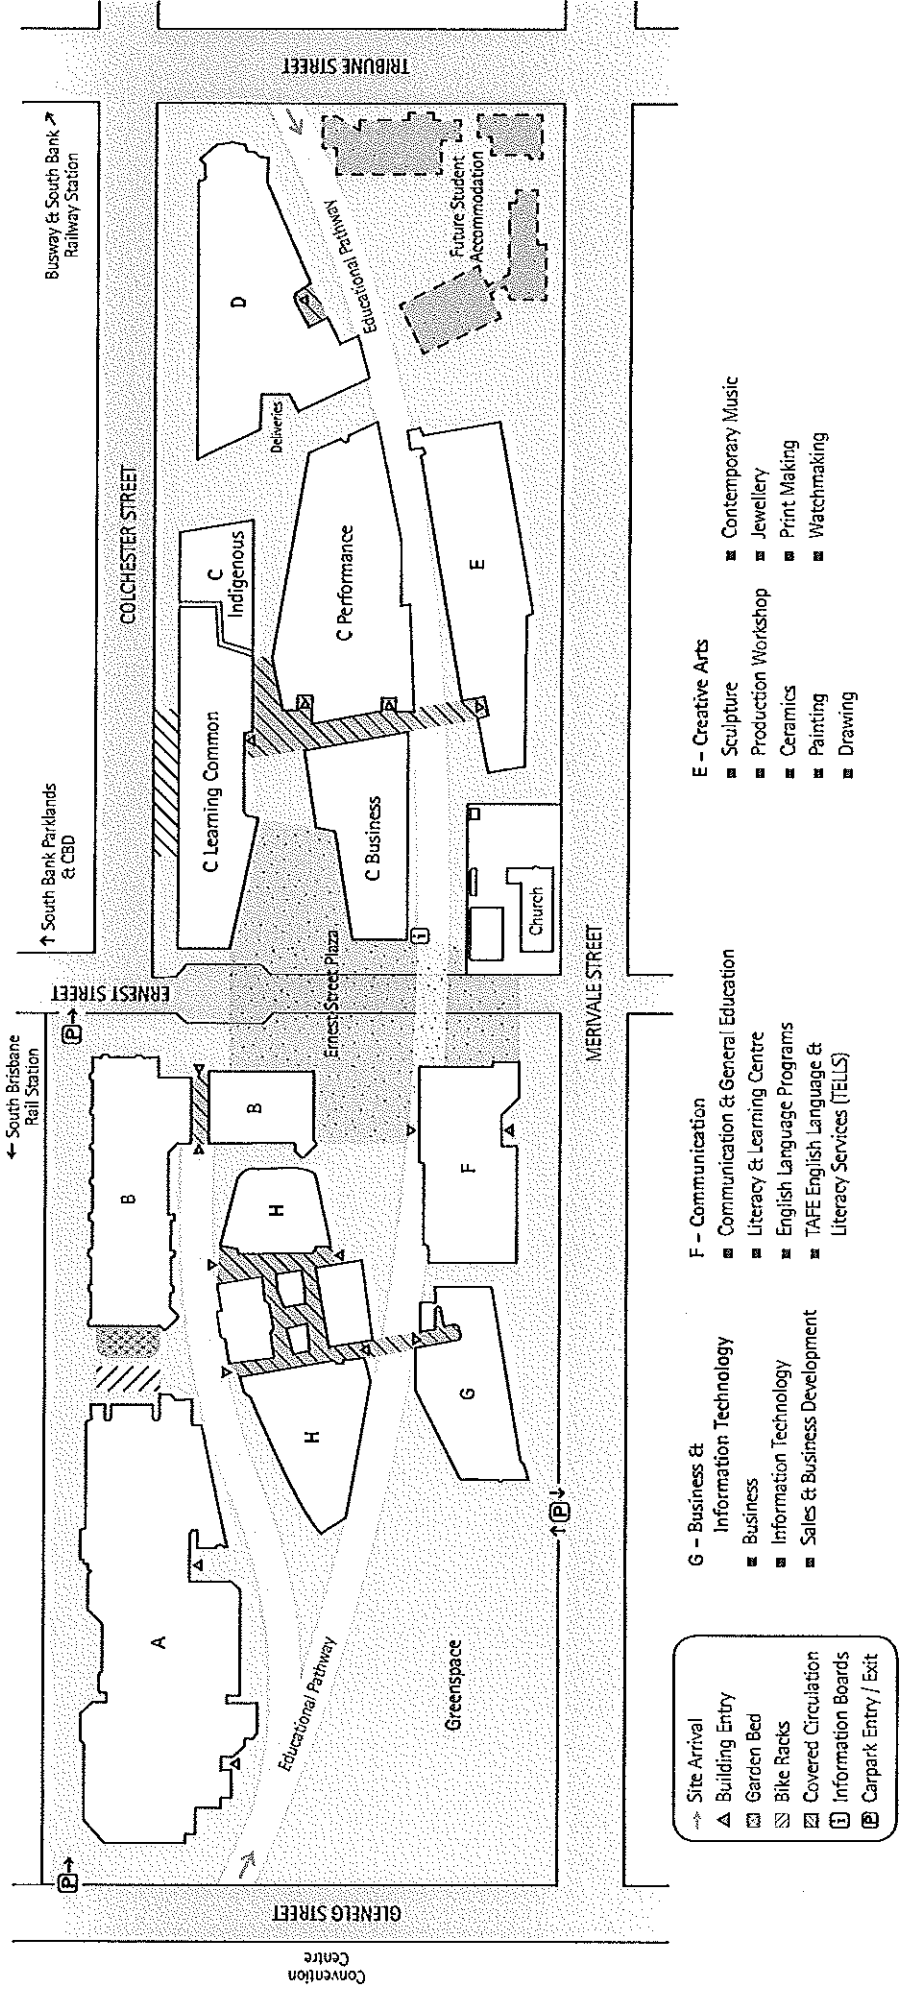 ← South Brisbane
Rail Station
↑ South Bank Parklands
& CBD
Busway & South Bank ↗
Railway Station
COLCHESTER STREET
ERNEST STREET
TRIBUNE STREET
GLENELG STREET
MERIVALE STREET
Convention
Centre
P
P
P
A
B
B
H
H
G
F
C Learning Common
C
Indigenous
C Performance
C Business
D
Deliveries
E
Ernest Street Plaza
i
Church
Educational Pathway
Educational Pathway
Future Student
Accommodation
Greenspace
→ Site Arrival
Building Entry
Garden Bed
Bike Racks
Covered Circulation
i Information Boards
P Carpark Entry / Exit
G – Business &
Information Technology
■ Business
■ Information Technology
■ Sales & Business Development
F – Communication
■ Communication & General Education
■ Literacy & Learning Centre
■ English Language Programs
■ TAFE English Language &
Literacy Services (TELLS)
E – Creative Arts
■ Sculpture
■ Production Workshop
■ Ceramics
■ Painting
■ Drawing
■ Contemporary Music
■ Jewellery
■ Print Making
■ Watchmaking